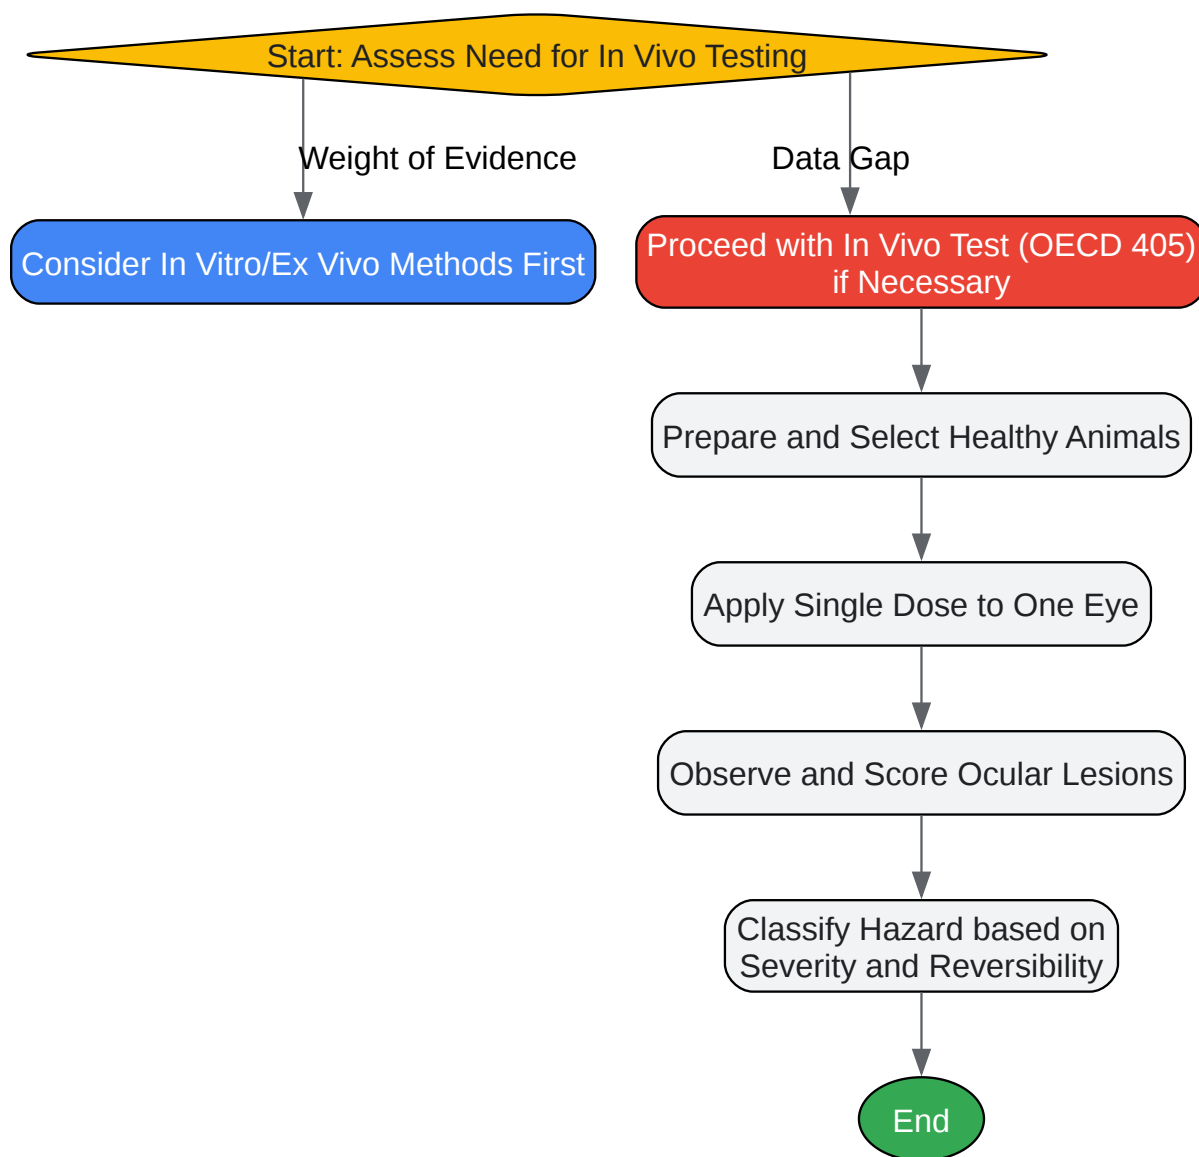 Start: Assess Need for In Vivo Testing
Weight of Evidence
Data Gap
Consider In Vitro/Ex Vivo Methods First
Proceed with In Vivo Test (OECD 405)
if Necessary
Prepare and Select Healthy Animals
Apply Single Dose to One Eye
Observe and Score Ocular Lesions
Classify Hazard based on
Severity and Reversibility
End